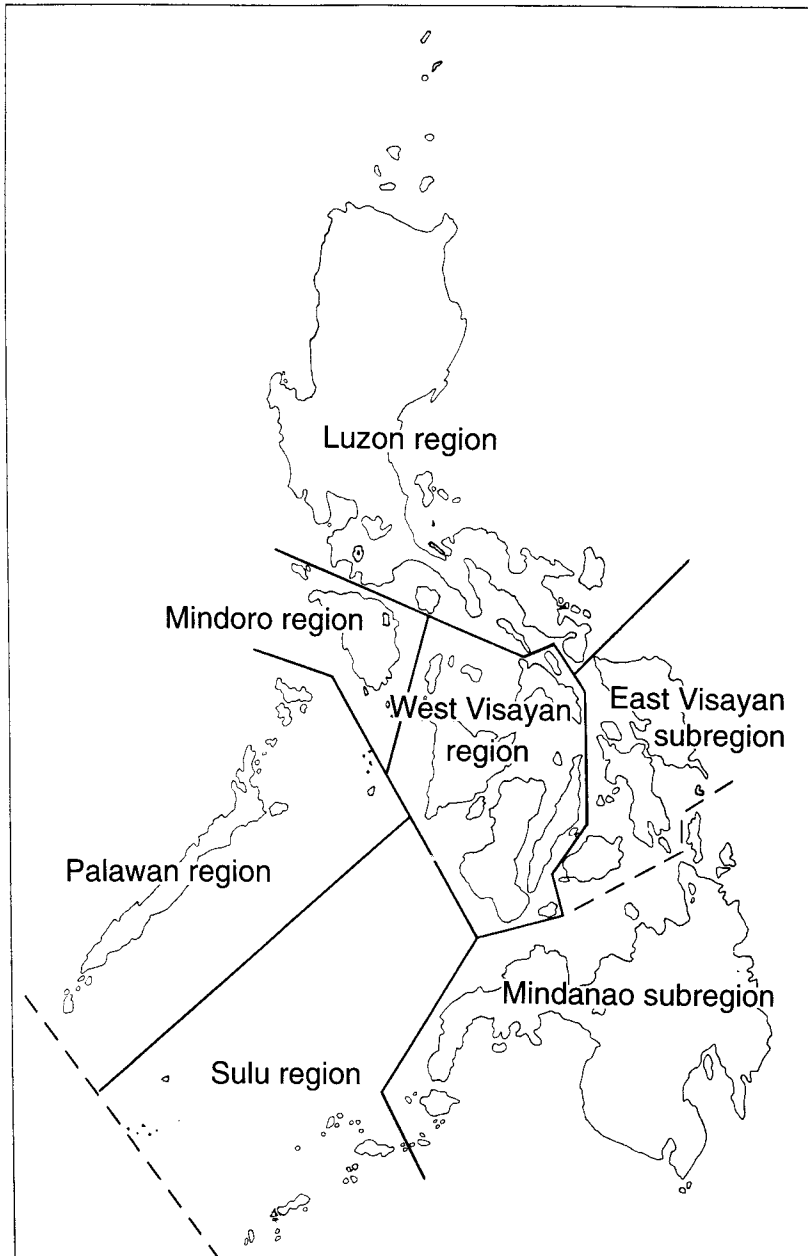 Luzon region
Mindoro region
West Visayan
region
East Visayan
subregion
Palawan region
Mindanao subregion
Sulu region